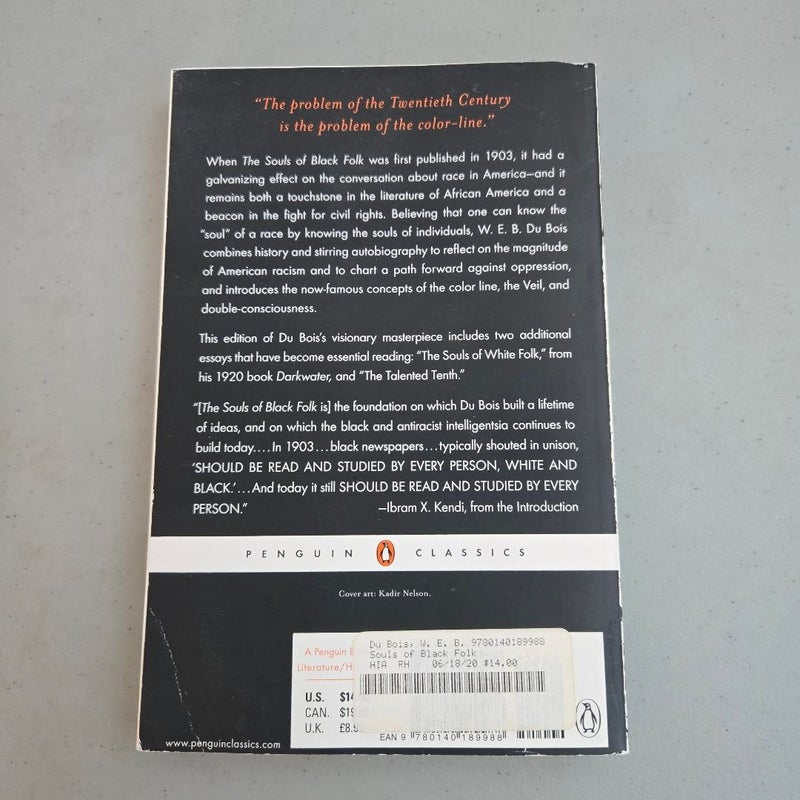 “The problem of the Twentieth Century
is the problem of the color-line.”
When The Souls of Black Folk was first published in 1903, it had a
galvanizing effect on the conversation about race in America—and it
remains both a touchstone in the literature of African America and a
beacon in the fight for civil rights. Believing that one can know the
“soul” of a race by knowing the souls of individuals, W. E. B. Du Bois
combines history and stirring autobiography to reflect on the magnitude
of American racism and to chart a path forward against oppression,
and introduces the now-famous concepts of the color line, the Veil, and
double-consciousness.
This edition of Du Bois’s visionary masterpiece includes two additional
essays that have become essential reading: “The Souls of White Folk,” from
his 1920 book Darkwater, and “The Talented Tenth.”
“[The Souls of Black Folk is] the foundation on which Du Bois built a lifetime
of ideas, and on which the black and antiracist intelligentsia continues to
build today.... In 1903...black newspapers...typically shouted in unison,
‘SHOULD BE READ AND STUDIED BY EVERY PERSON, WHITE AND
BLACK.’...And today it still SHOULD BE READ AND STUDIED BY EVERY
PERSON.” —Ibram X. Kendi, from the Introduction
PENGUIN CLASSICS
Cover art: Kadir Nelson.
Du Bois, W. E. B. 9780140189988
Souls of Black Folk
HIA RH 06/18/20 $14.00
A Penguin
Literature/H
U.S. $14
CAN. $19
U.K. £8.9
EAN 9 780140 189988
www.penguinclassics.com